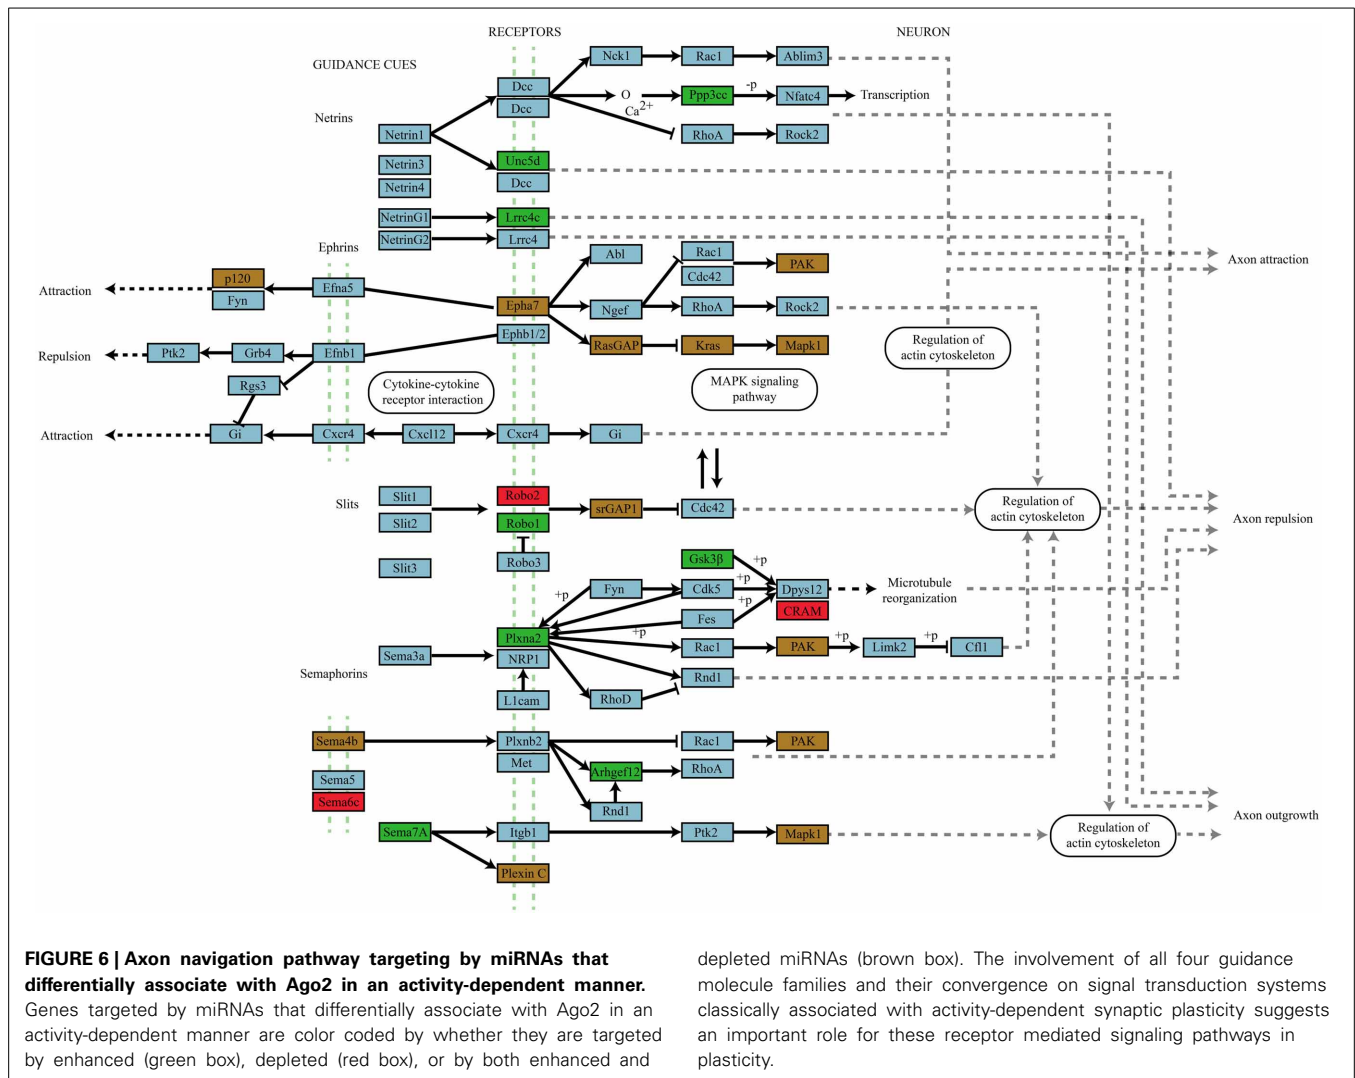 RECEPTORS
NEURON
GUIDANCE CUES
Nck1
Rac1
Ablim3
Dcc
O
Ppp3cc
-p
Nfatc4
Transcription
Dcc
Ca2+
Netrins
Netrin1
RhoA
Rock2
Netrin3
Unc5d
Netrin4
Dcc
NetrinG1
Lrrc4c
NetrinG2
Lrrc4
Ephrins
Abl
Rac1
Cdc42
PAK
Axon attraction
p120
Fyn
Efna5
Attraction
Epha7
Ngef
RhoA
Rock2
Ephb1/2
Regulation of
actin cytoskeleton
Repulsion
Ptk2
Grb4
Efnb1
RasGAP
Kras
Mapk1
Rgs3
Cytokine-cytokine
receptor interaction
MAPK signaling
pathway
Attraction
Gi
Cxcr4
Cxcl12
Cxcr4
Gi
Slits
Slit1
Robo2
Slit2
Robo1
srGAP1
Cdc42
Regulation of
actin cytoskeleton
Axon repulsion
Slit3
Robo3
Gsk3β
+p
Fyn
+p
Cdk5
+p
Dpys12
CRAM
Microtubule
reorganization
Fes
+p
+p
Plxna2
NRP1
Sema3a
Rac1
PAK
+p
Limk2
+p
Cfl1
Semaphorins
L1cam
RhoD
Rnd1
Sema4b
Plxnb2
Met
Rac1
PAK
Sema5
Sema6c
Arhgef12
RhoA
Rnd1
Sema7A
Itgb1
Ptk2
Mapk1
Regulation of
actin cytoskeleton
Axon outgrowth
Plexin C
FIGURE 6 | Axon navigation pathway targeting by miRNAs that
differentially associate with Ago2 in an activity-dependent manner.
Genes targeted by miRNAs that differentially associate with Ago2 in an
activity-dependent manner are color coded by whether they are targeted
by enhanced (green box), depleted (red box), or by both enhanced and
depleted miRNAs (brown box). The involvement of all four guidance
molecule families and their convergence on signal transduction systems
classically associated with activity-dependent synaptic plasticity suggests
an important role for these receptor mediated signaling pathways in
plasticity.